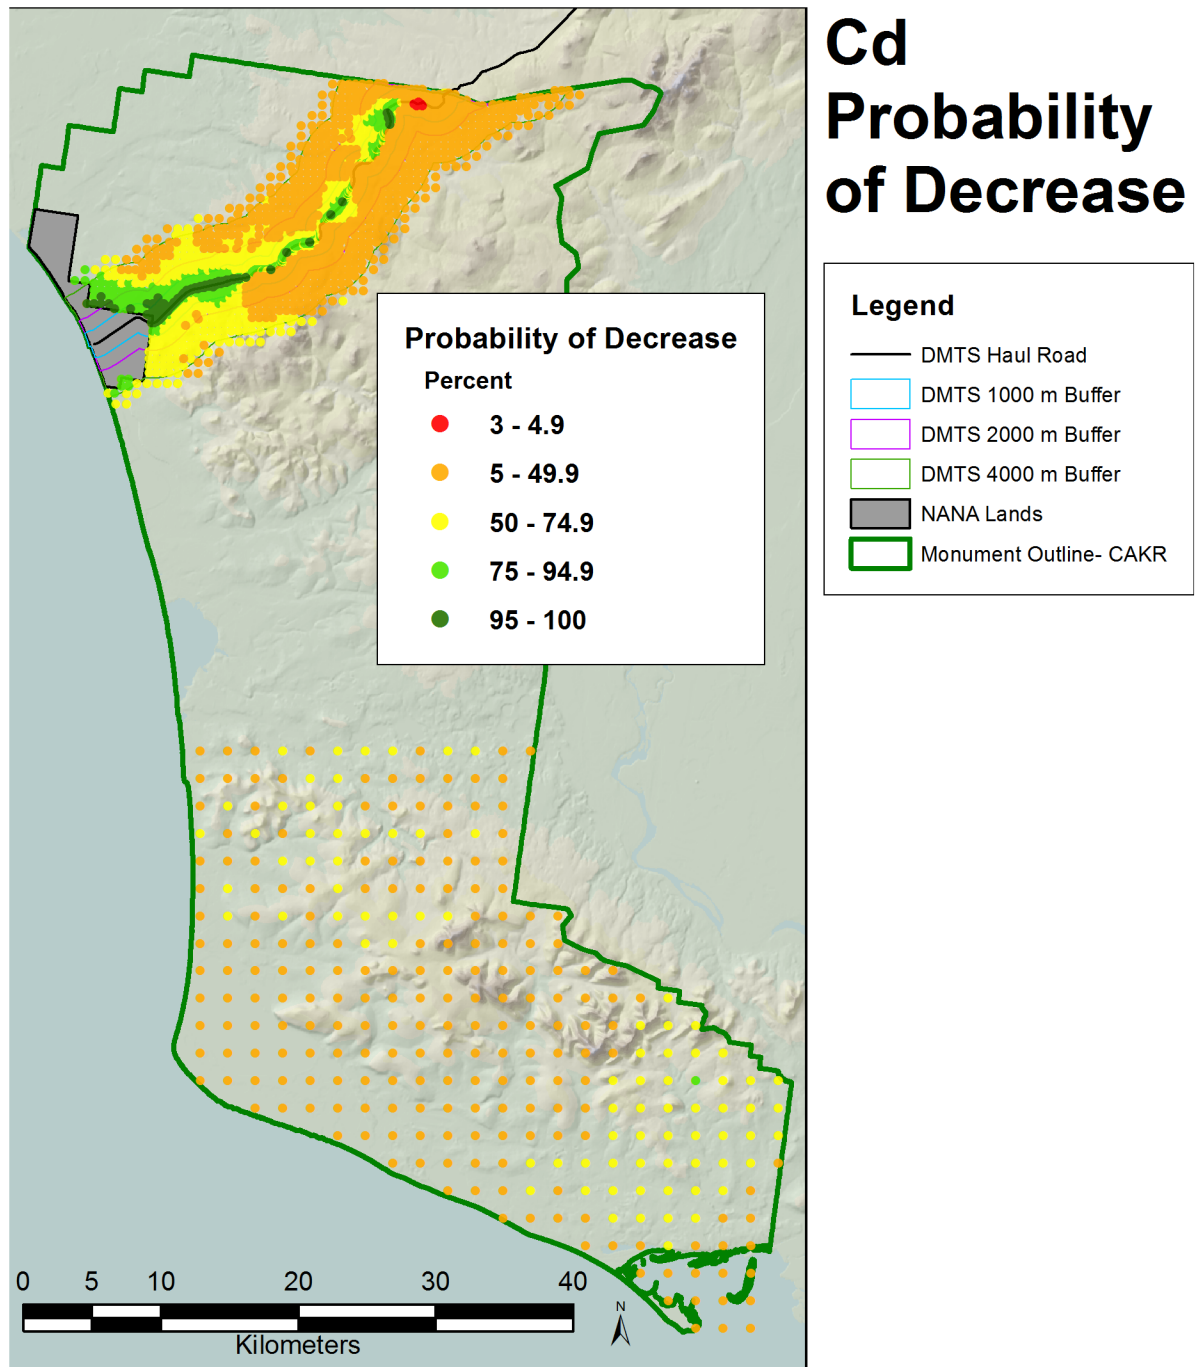 Cd
Probability
of Decrease
Legend
DMTS Haul Road
DMTS 1000 m Buffer
DMTS 2000 m Buffer
DMTS 4000 m Buffer
NANA Lands
Monument Outline- CAKR
Probability of Decrease
Percent
3 - 4.9
5 - 49.9
50 - 74.9
75 - 94.9
95 - 100
0 5 10 20 30 40
Kilometers
N